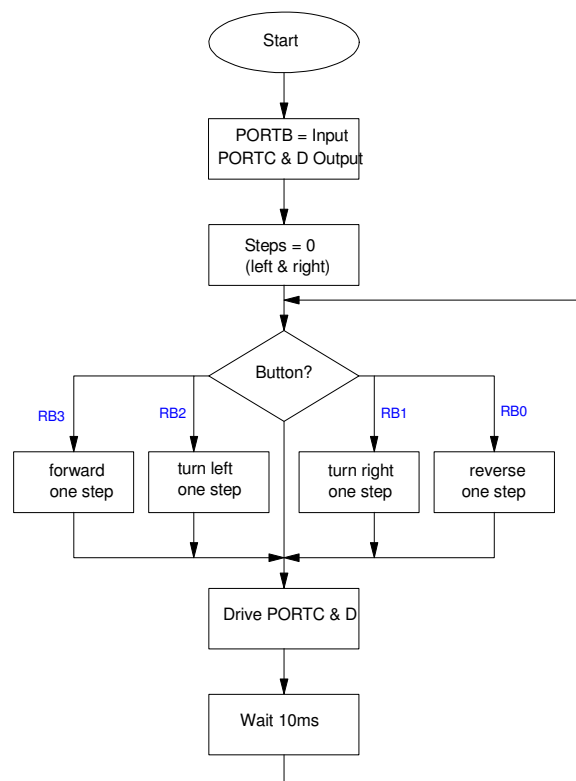 Start
PORTB = Input
PORTC & D Output
Steps = 0
(left & right)
Button?
RB3
RB2
RB1
RB0
forward
one step
turn left
one step
turn right
one step
reverse
one step
Drive PORTC & D
Wait 10ms